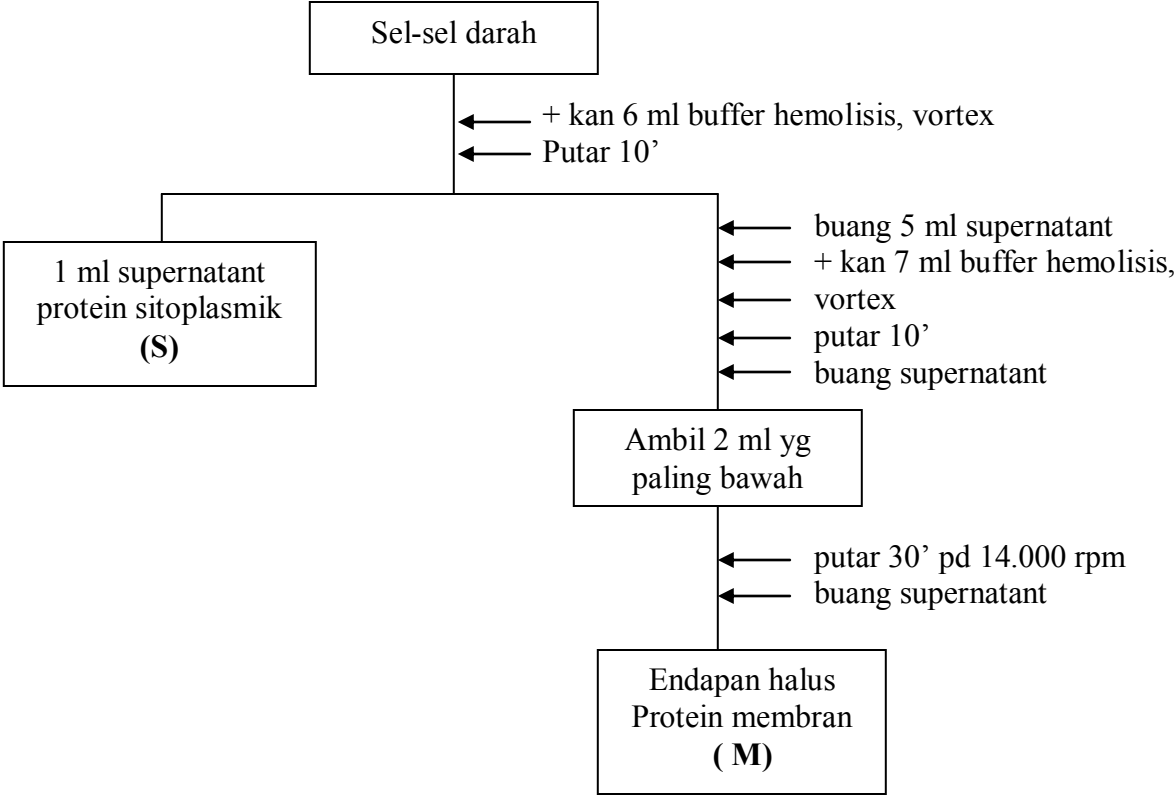 Sel-sel darah
+ kan 6 ml buffer hemolisis, vortex
Putar 10’
1 ml supernatant
protein sitoplasmik
(S)
buang 5 ml supernatant
+ kan 7 ml buffer hemolisis,
vortex
putar 10’
buang supernatant
Ambil 2 ml yg
paling bawah
putar 30’ pd 14.000 rpm
buang supernatant
Endapan halus
Protein membran
( M)